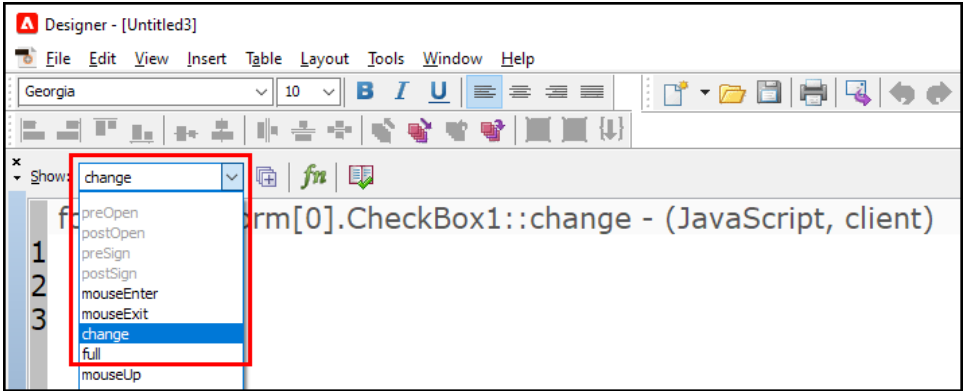 Designer - [Untitled3]
File Edit View Insert Table Layout Tools Window Help
Georgia 10 B I U
Show: change fn
preOpen
postOpen
preSign
postSign
mouseEnter
mouseExit
change
full
mouseUp
fo rm[0].CheckBox1::change - (JavaScript, client)
1
2
3